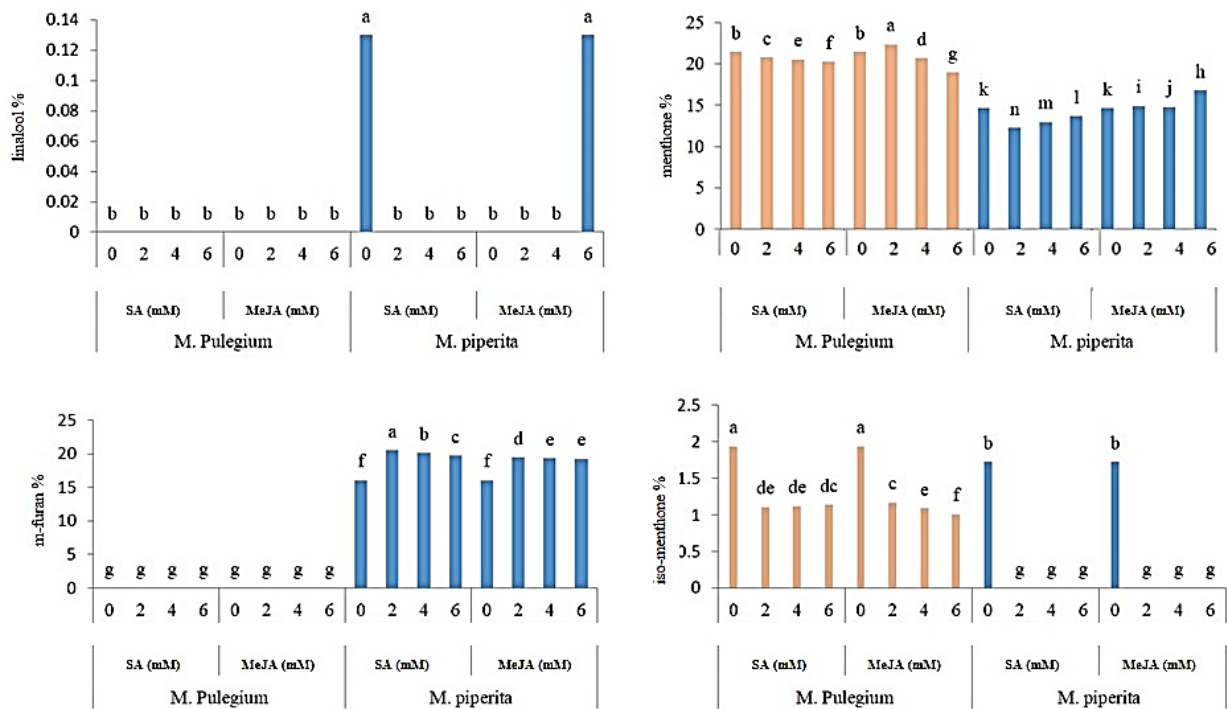 linalool %
0.14
0.12
0.1
0.08
0.06
0.04
0.02
0
b b b b b b b b a b b b b b b a
0 2 4 6 0 2 4 6 0 2 4 6 0 2 4 6
SA (mM) MeJA (mM) SA (mM) MeJA (mM)
M. Pulegium M. piperita
menthone %
25
20
15
10
5
0
b c e f b a d g k n m l k i j h
0 2 4 6 0 2 4 6 0 2 4 6 0 2 4 6
SA (mM) MeJA (mM) SA (mM) MeJA (mM)
M. Pulegium M. piperita
m-furan %
25
20
15
10
5
0
g g g g g g g g f a b c f d e e
0 2 4 6 0 2 4 6 0 2 4 6 0 2 4 6
SA (mM) MeJA (mM) SA (mM) MeJA (mM)
M. Pulegium M. piperita
iso-menthone %
2.5
2
1.5
1
0.5
0
a de de dc a c e f b g g g b g g g
0 2 4 6 0 2 4 6 0 2 4 6 0 2 4 6
SA (mM) MeJA (mM) SA (mM) MeJA (mM)
M. Pulegium M. piperita